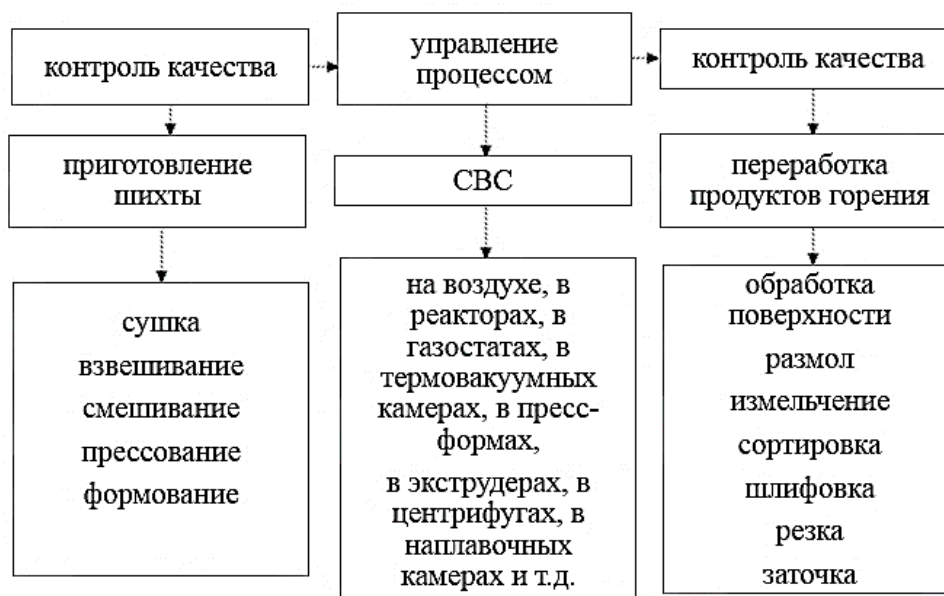 контроль качества
управление
процессом
контроль качества
приготовление
шихты
СВС
переработка
продуктов горения
сушка
взвешивание
смешивание
прессование
формование
на воздухе, в
реакторах, в
газостатах, в
термовакуумных
камерах, в пресс-
формах,
в экструдерах, в
центрифугах, в
наплавочных
камерах и т.д.
обработка
поверхности
размол
измельчение
сортировка
шлифовка
резка
заточка